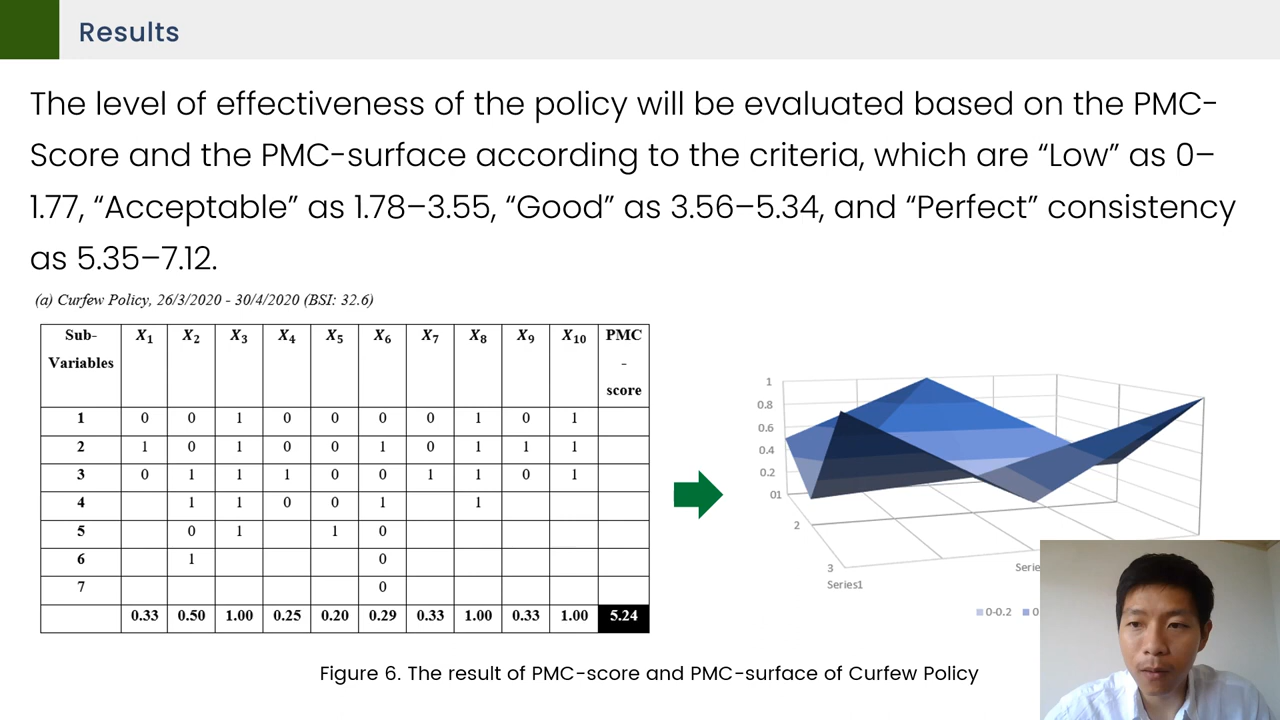 Results
The level of effectiveness of the policy will be evaluated based on the PMC-
Score and the PMC-surface according to the criteria, which are “Low” as 0–
1.77, “Acceptable” as 1.78–3.55, “Good” as 3.56–5.34, and “Perfect” consistency
as 5.35–7.12.
(a) Curfew Policy, 26/3/2020 - 30/4/2020 (BSI: 32.6)
Sub-Variables X1 X2 X3 X4 X5 X6 X7 X8 X9 X10 PMC-score
1 0 0 1 0 0 0 0 1 0 1
2 1 0 1 0 0 1 0 1 1 1
3 0 1 1 1 0 0 1 1 0 1
4 1 1 0 0 1 1
5 0 1 1 0
6 1 0
7 0
0.33 0.50 1.00 0.25 0.20 0.29 0.33 1.00 0.33 1.00 5.24
1
0.8
0.6
0.4
0.2
0 1
2
3
Series1
0-0.2
Figure 6. The result of PMC-score and PMC-surface of Curfew Policy